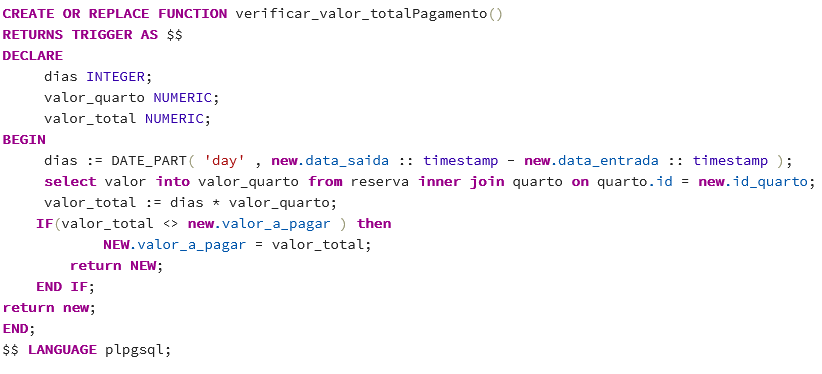 CREATE OR REPLACE FUNCTION verificar_valor_totalPagamento()
RETURNS TRIGGER AS $$
DECLARE
dias INTEGER;
valor_quarto NUMERIC;
valor_total NUMERIC;
BEGIN
dias := DATE_PART( 'day' , new.data_saida :: timestamp - new.data_entrada :: timestamp );
select valor into valor_quarto from reserva inner join quarto on quarto.id = new.id_quarto;
valor_total := dias * valor_quarto;
IF(valor_total <> new.valor_a_pagar ) then
NEW.valor_a_pagar = valor_total;
return NEW;
END IF;
return new;
END;
$$ LANGUAGE plpgsql;